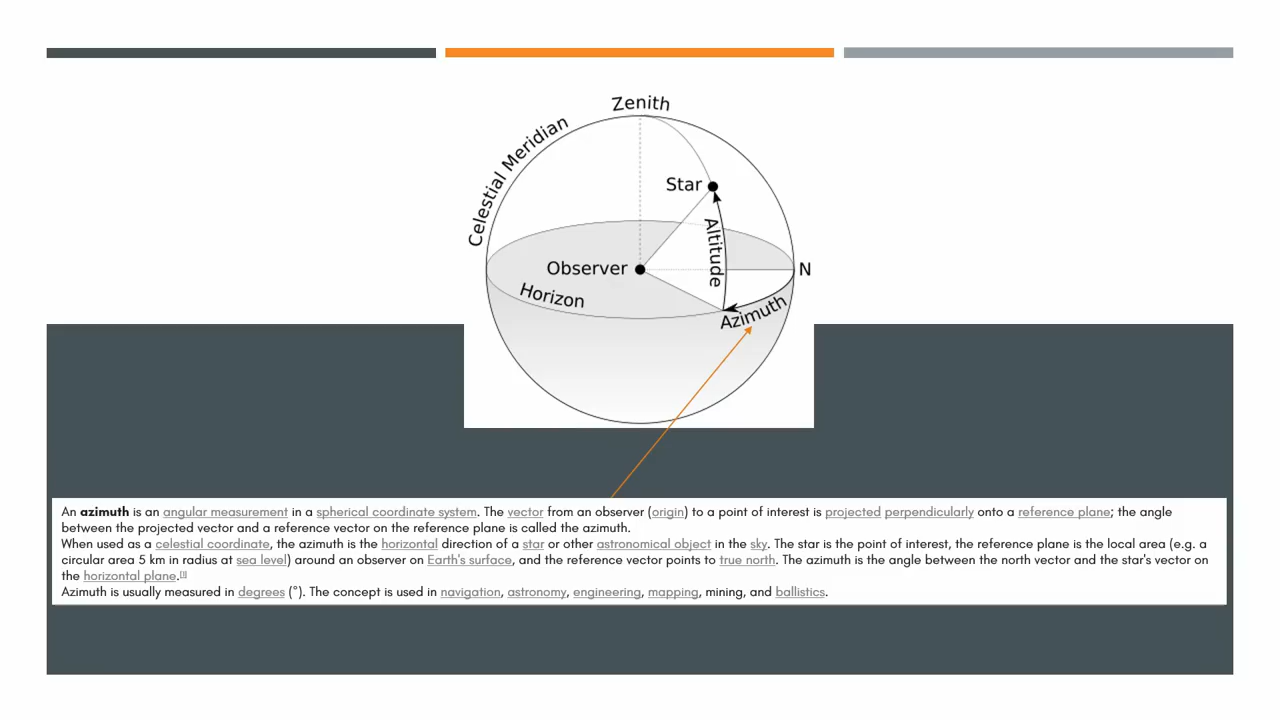 Zenith
Celestial Meridian
Star
Altitude
Observer
N
Horizon
Azimuth
An azimuth is an angular measurement in a spherical coordinate system. The vector from an observer (origin) to a point of interest is projected perpendicularly onto a reference plane; the angle
between the projected vector and a reference vector on the reference plane is called the azimuth.
When used as a celestial coordinate, the azimuth is the horizontal direction of a star or other astronomical object in the sky. The star is the point of interest, the reference plane is the local area (e.g. a
circular area 5 km in radius at sea level) around an observer on Earth's surface, and the reference vector points to true north. The azimuth is the angle between the north vector and the star's vector on
the horizontal plane.[1]
Azimuth is usually measured in degrees (°). The concept is used in navigation, astronomy, engineering, mapping, mining, and ballistics.